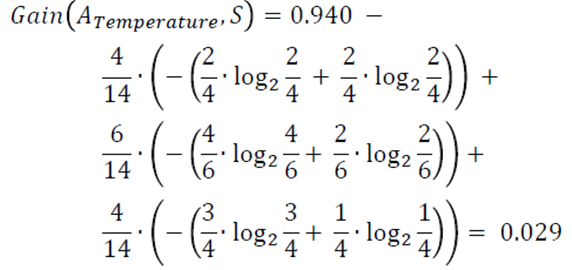 Gain(A_Temperature, S) = 0.940 −
4/14 · (−(2/4 · log₂ 2/4 + 2/4 · log₂ 2/4)) +
6/14 · (−(4/6 · log₂ 4/6 + 2/6 · log₂ 2/6)) +
4/14 · (−(3/4 · log₂ 3/4 + 1/4 · log₂ 1/4)) = 0.029